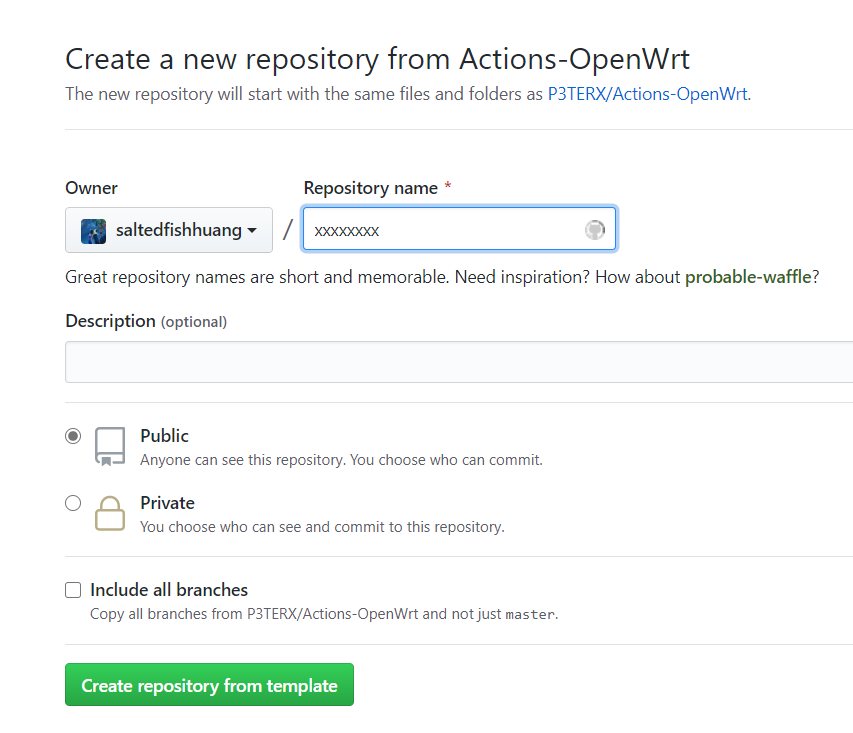 Create a new repository from Actions-OpenWrt
The new repository will start with the same files and folders as P3TERX/Actions-OpenWrt.
Owner
Repository name *
saltedfishhuang / xxxxxxxx
Great repository names are short and memorable. Need inspiration? How about probable-waffle?
Description (optional)
Public
Anyone can see this repository. You choose who can commit.
Private
You choose who can see and commit to this repository.
Include all branches
Copy all branches from P3TERX/Actions-OpenWrt and not just master.
Create repository from template